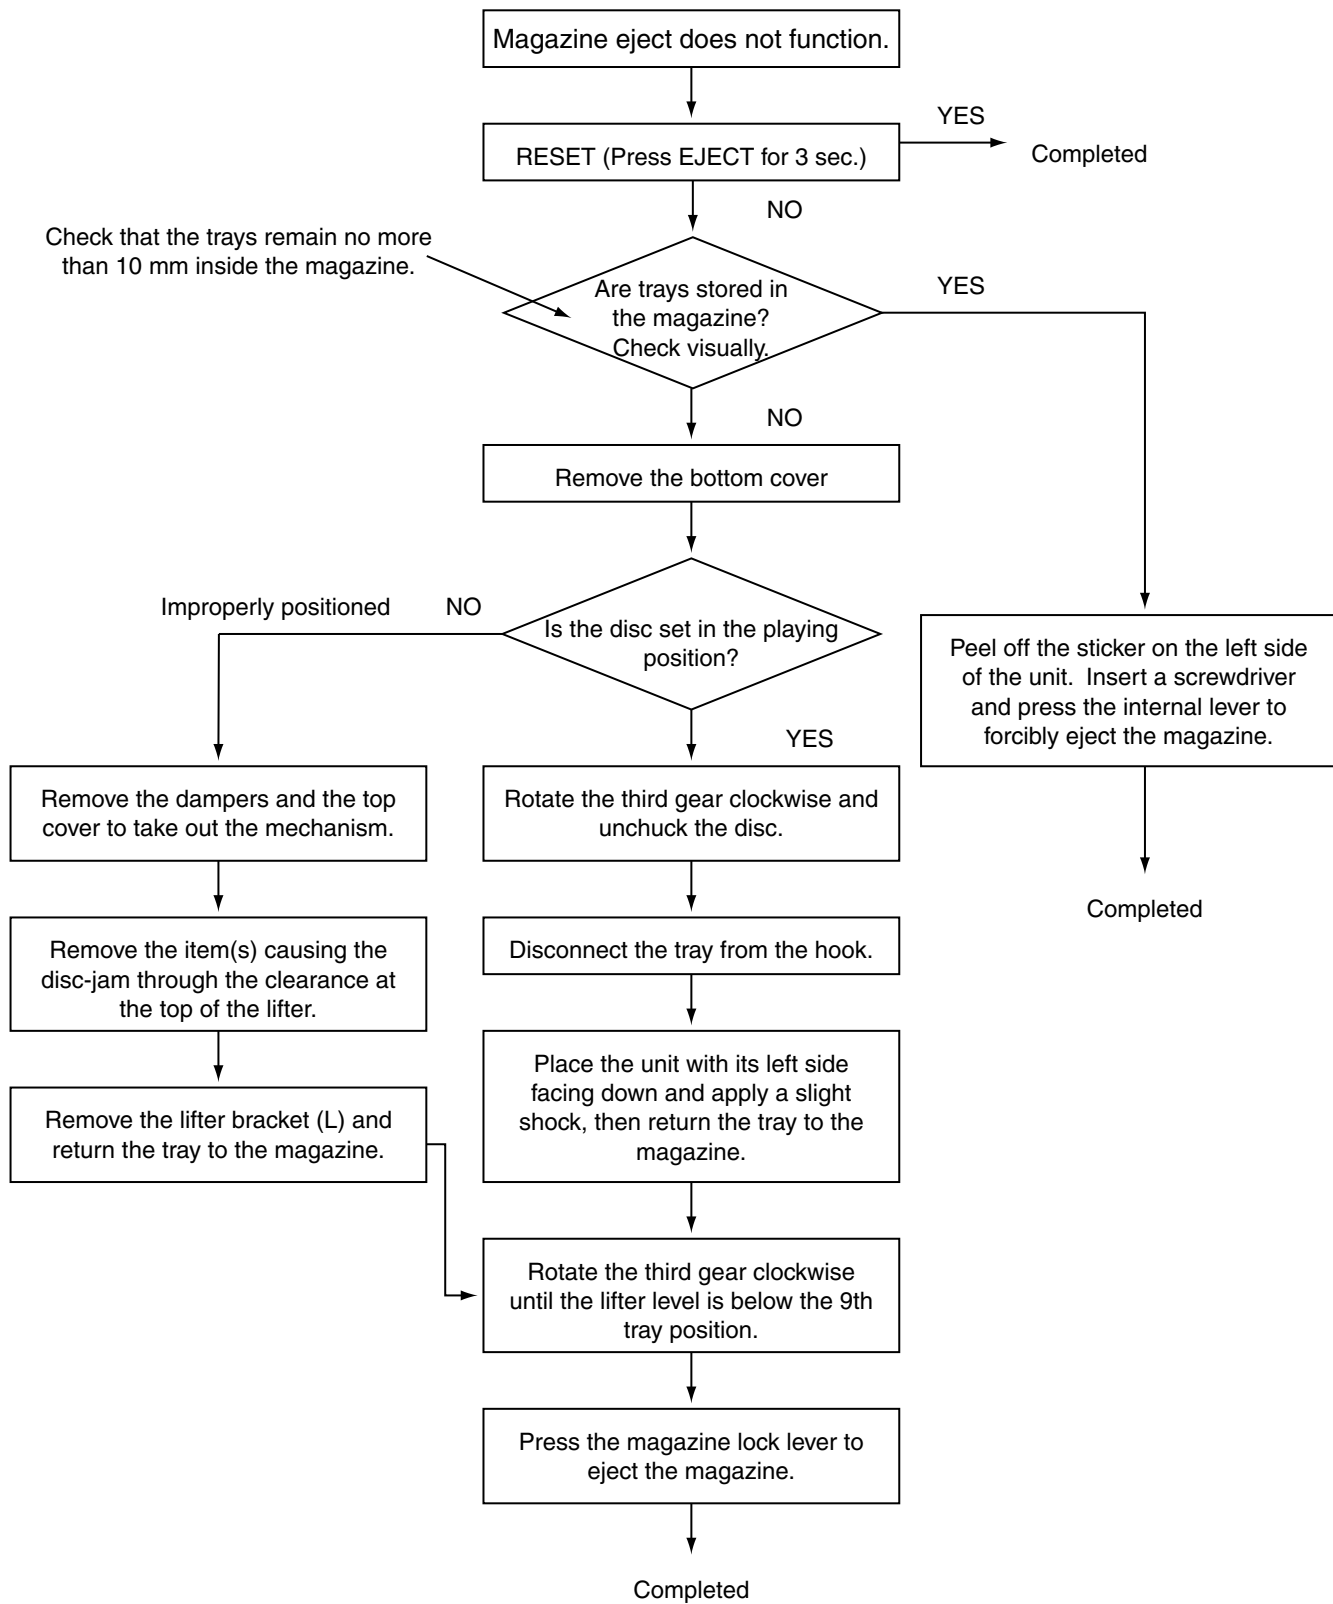 Magazine eject does not function.
YES
RESET (Press EJECT for 3 sec.)
Completed
NO
Check that the trays remain no more
than 10 mm inside the magazine.
Are trays stored in
the magazine?
Check visually.
YES
NO
Remove the bottom cover
Improperly positioned
NO
Is the disc set in the playing
position?
YES
Peel off the sticker on the left side
of the unit.  Insert a screwdriver
and press the internal lever to
forcibly eject the magazine.
Completed
Remove the dampers and the top
cover to take out the mechanism.
Rotate the third gear clockwise and
unchuck the disc.
Remove the item(s) causing the
disc-jam through the clearance at
the top of the lifter.
Disconnect the tray from the hook.
Remove the lifter bracket (L) and
return the tray to the magazine.
Place the unit with its left side
facing down and apply a slight
shock, then return the tray to the
magazine.
Rotate the third gear clockwise
until the lifter level is below the 9th
tray position.
Press the magazine lock lever to
eject the magazine.
Completed